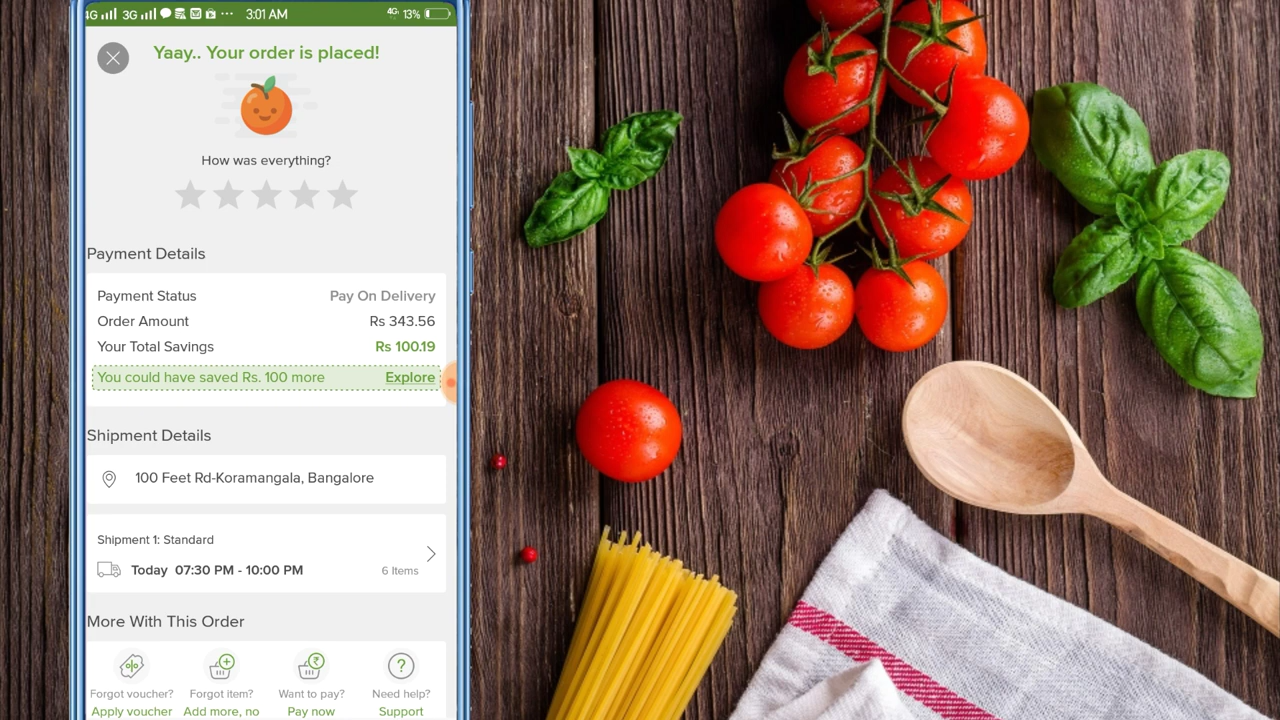 4G 3G 3:01 AM 4G 13%
Yaay.. Your order is placed!
How was everything?
Payment Details
Payment Status Pay On Delivery
Order Amount Rs 343.56
Your Total Savings Rs 100.19
You could have saved Rs. 100 more Explore
Shipment Details
100 Feet Rd-Koramangala, Bangalore
Shipment 1: Standard
Today 07:30 PM - 10:00 PM 6 Items
More With This Order
Forgot voucher? Forgot item? Want to pay? Need help?
Apply voucher Add more to Pay now Support